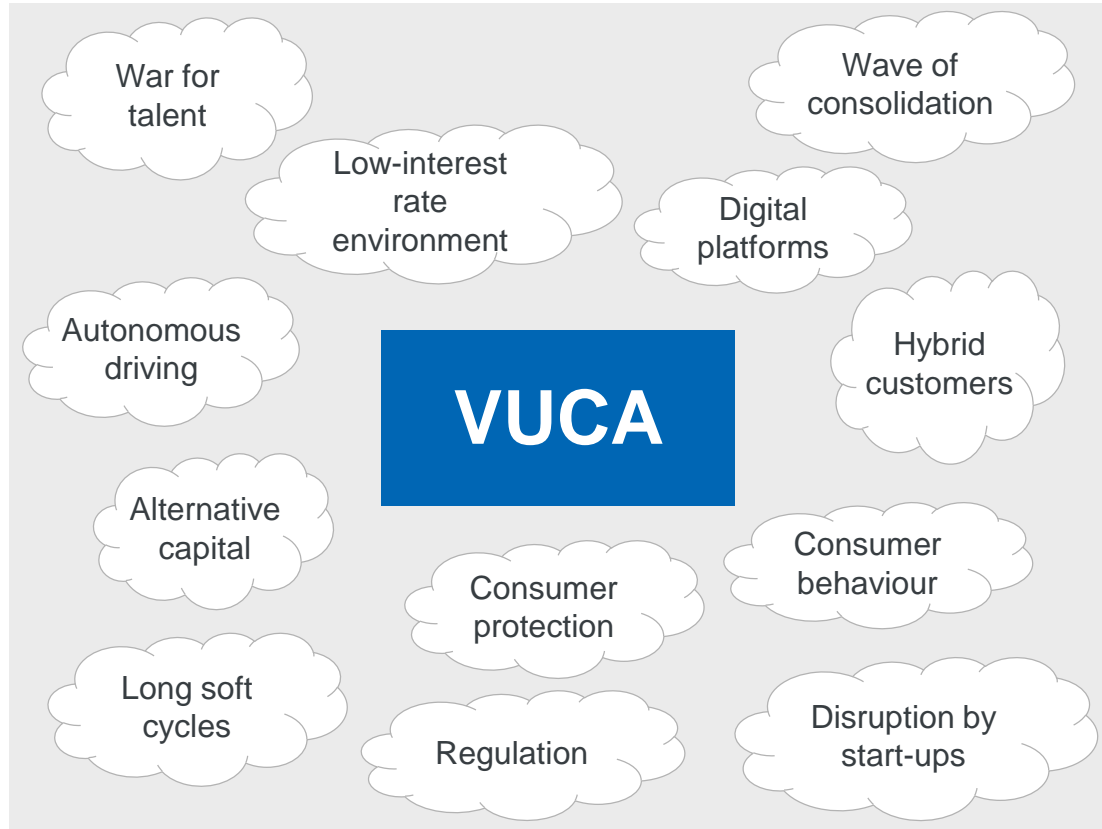 War for
talent
Wave of
consolidation
Low-interest
rate
environment
Digital
platforms
Autonomous
driving
Hybrid
customers
VUCA
Alternative
capital
Consumer
behaviour
Consumer
protection
Long soft
cycles
Regulation
Disruption by
start-ups